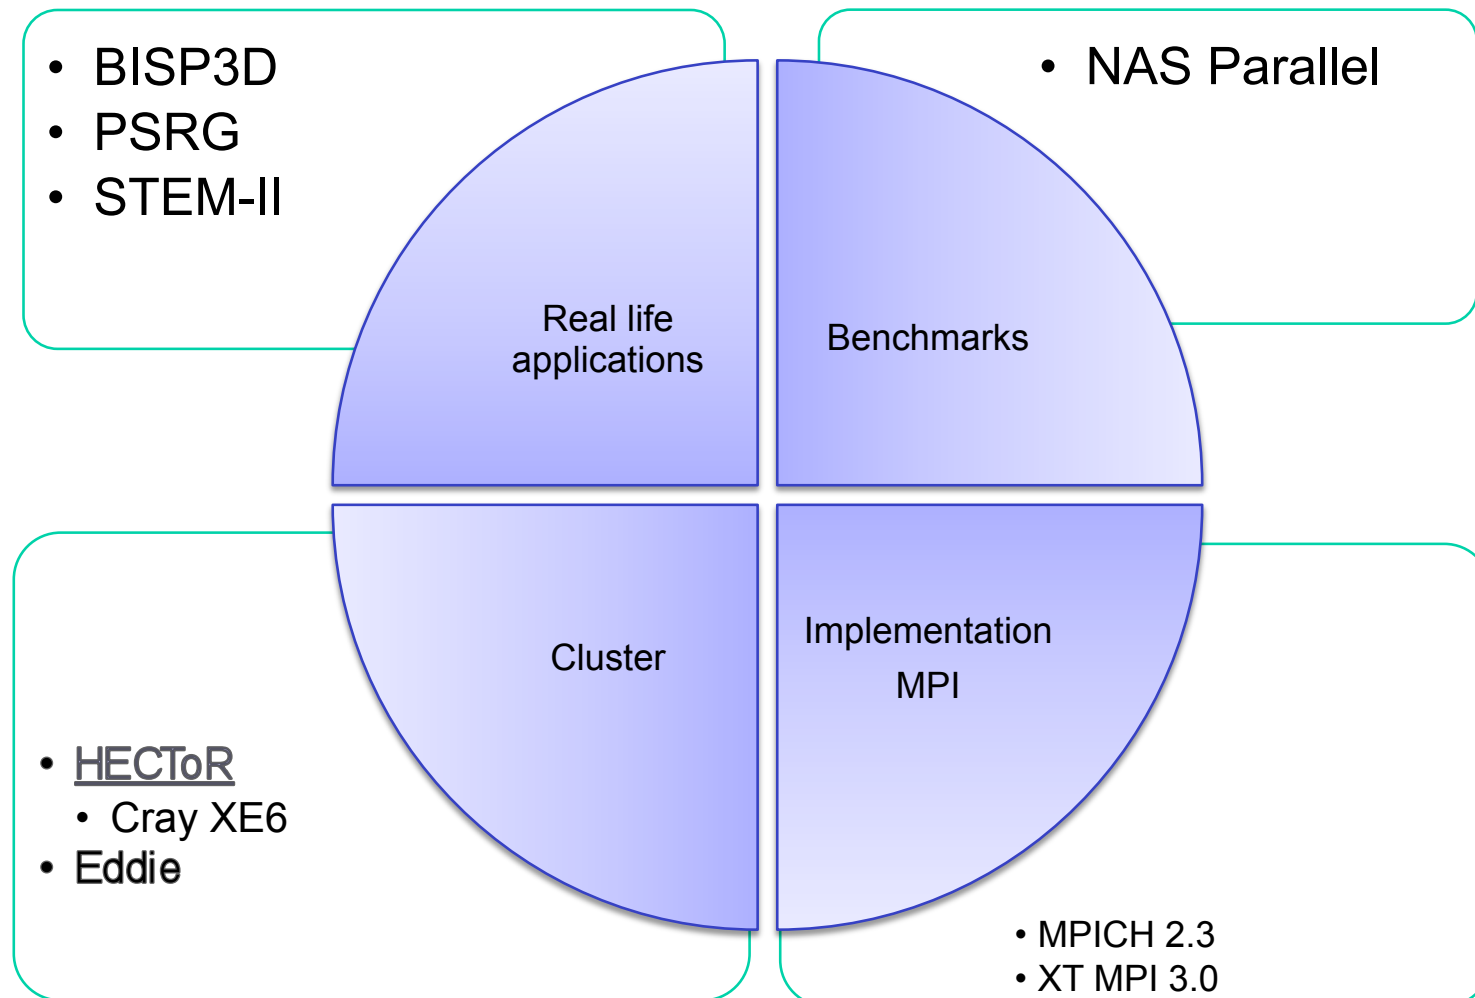 • BISP3D
• PSRG
• STEM-II
• NAS Parallel
Real life
applications
Benchmarks
Cluster
Implementation
MPI
• HECToR
• Cray XE6
• Eddie
• MPICH 2.3
• XT MPI 3.0